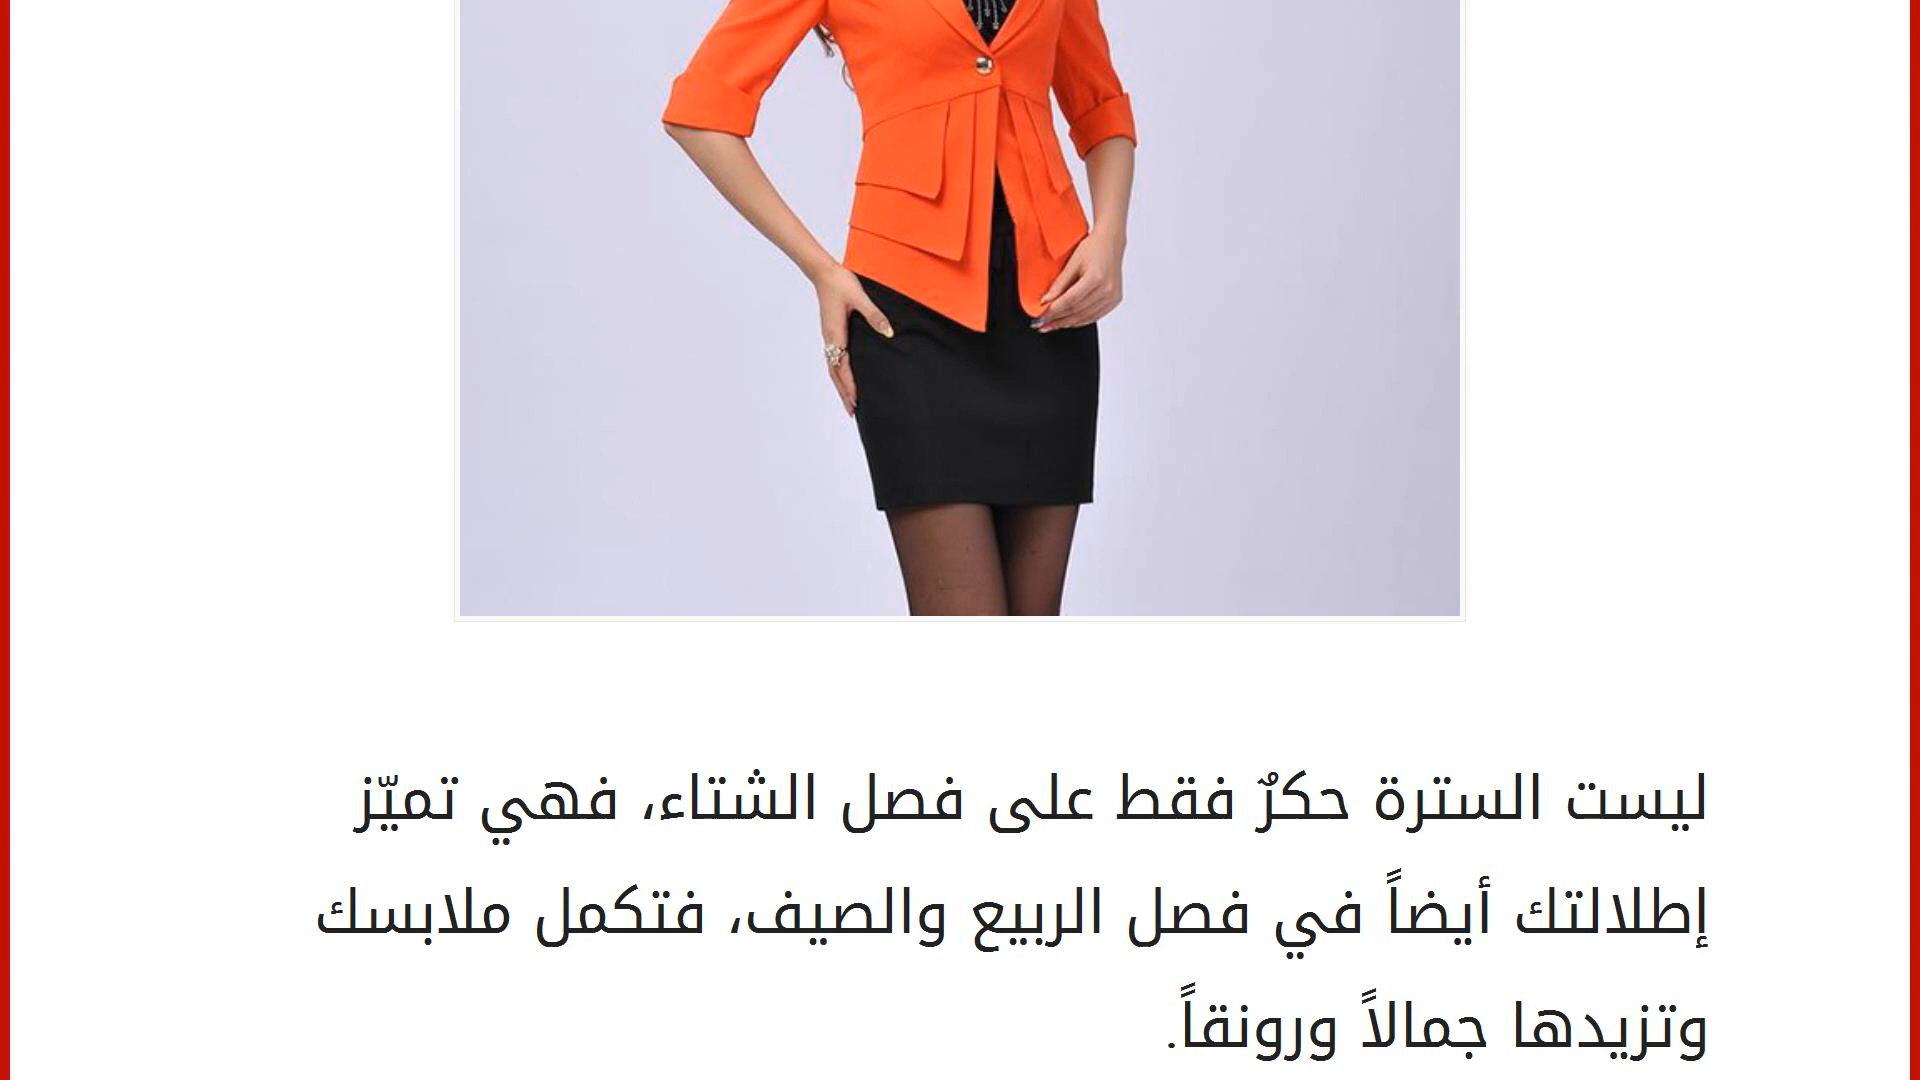 ليست السترة حكرٌ فقط على فصل الشتاء، فهي تميّز
إطلالتك أيضاً في فصل الربيع والصيف، فتكمل ملابسك
وتزيدها جمالاً ورونقاً.